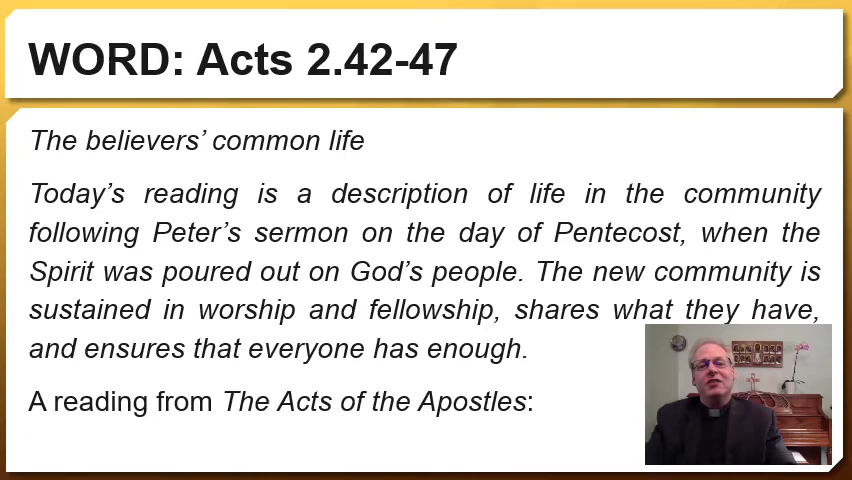 WORD: Acts 2.42-47
The believers’ common life
Today’s reading is a description of life in the community
following Peter’s sermon on the day of Pentecost, when the
Spirit was poured out on God’s people. The new community is
sustained in worship and fellowship, shares what they have,
and ensures that everyone has enough.
A reading from The Acts of the Apostles: